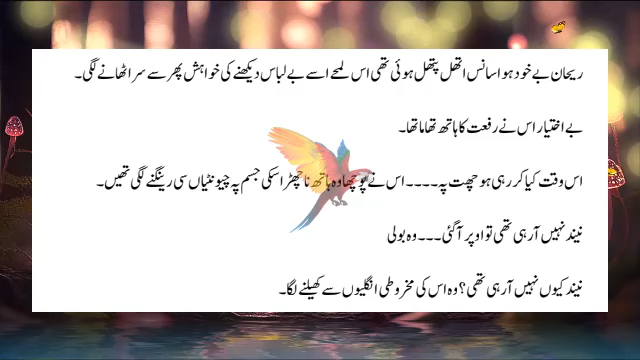 ریحان بے خود ہوا سانس اتھل پتھل ہوئی تھی اس لمحے اسے بے لباس دیکھنے کی خواہش پھر سے سر اٹھانے لگی۔
بے اختیار اس نے رفعت کا ہاتھ تھاما تھا۔
اس وقت کیا کر رہی ہو چھت پہ۔۔۔۔ اس نے پوچھا وہ ہاتھ نا چھڑا سکی جسم پہ چیونٹیاں سی رینگنے لگی تھیں۔
نیند نہیں آرہی تھی تو اوپر آ گئی۔۔۔ وہ بولی
نیند کیوں نہیں آرہی تھی؟ وہ اس کی مخروطی انگلیوں سے کھیلنے لگا۔